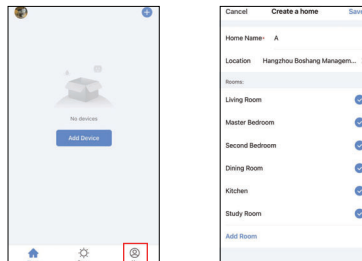 No devices
Add Device
Cancel Create a home Save
Home Name* A
Location Hangzhou Boshang Managem...
Rooms:
Living Room
Master Bedroom
Second Bedroom
Dining Room
Kitchen
Study Room
Add Room